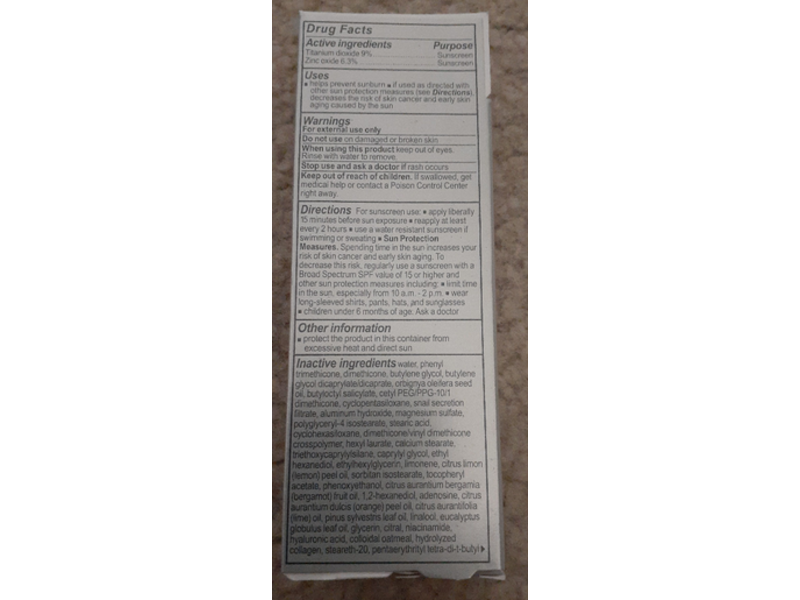 Drug Facts
Active ingredients Purpose
Titanium dioxide 9% Sunscreen
Zinc oxide 6.3% Sunscreen
Uses
▪ helps prevent sunburn ▪ if used as directed with
other sun protection measures (see Directions),
decreases the risk of skin cancer and early skin
aging caused by the sun
Warnings
For external use only
Do not use on damaged or broken skin
When using this product keep out of eyes.
Rinse with water to remove.
Stop use and ask a doctor if rash occurs
Keep out of reach of children. If swallowed, get
medical help or contact a Poison Control Center
right away.
Directions For sunscreen use: ▪ apply liberally
15 minutes before sun exposure ▪ reapply at least
every 2 hours ▪ use a water resistant sunscreen if
swimming or sweating ▪ Sun Protection
Measures. Spending time in the sun increases your
risk of skin cancer and early skin aging. To
decrease this risk, regularly use a sunscreen with a
Broad Spectrum SPF value of 15 or higher and
other sun protection measures including: ▪ limit time
in the sun, especially from 10 a.m. - 2 p.m. ▪ wear
long-sleeved shirts, pants, hats, and sunglasses
▪ children under 6 months of age: Ask a doctor
Other information
▪ protect the product in this container from
excessive heat and direct sun
Inactive ingredients water, phenyl
trimethicone, dimethicone, butylene glycol, butylene
glycol dicaprylate/dicaprate, orbignya oleifera seed
oil, butyloctyl salicylate, cetyl PEG/PPG-10/1
dimethicone, cyclopentasiloxane, snail secretion
filtrate, aluminum hydroxide, magnesium sulfate,
polyglyceryl-4 isostearate, stearic acid,
cyclohexasiloxane, dimethicone/vinyl dimethicone
crosspolymer, hexyl laurate, calcium stearate,
triethoxycaprylylsilane, caprylyl glycol, ethyl
hexanediol, ethylhexylglycerin, limonene, citrus limon
(lemon) peel oil, sorbitan isostearate, tocopheryl
acetate, phenoxyethanol, citrus aurantium bergamia
(bergamot) fruit oil, 1,2-hexanediol, adenosine, citrus
aurantium dulcis (orange) peel oil, citrus aurantifolia
(lime) oil, pinus sylvestris leaf oil, linalool, eucalyptus
globulus leaf oil, glycerin, citral, niacinamide,
hyaluronic acid, colloidal oatmeal, hydrolyzed
collagen, steareth-20, pentaerythrityl tetra-di-t-butyl